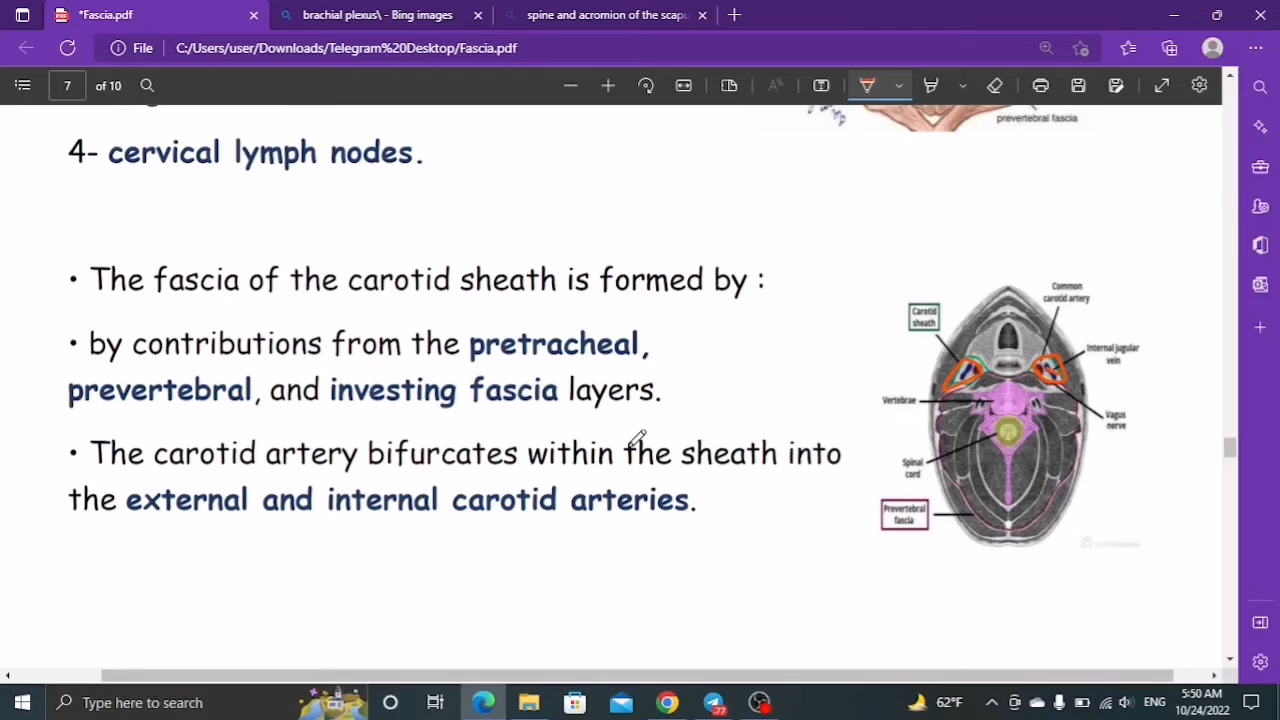 *Fascia.pdf
brachial plexus\ - Bing images
spine and acromion of the scapu
File
C:/Users/user/Downloads/Telegram%20Desktop/Fascia.pdf
7 of 10
prevertebral fascia
4- cervical lymph nodes.
• The fascia of the carotid sheath is formed by :
• by contributions from the pretracheal,
prevertebral, and investing fascia layers.
• The carotid artery bifurcates within the sheath into
the external and internal carotid arteries.
Common
carotid artery
Carotid
sheath
Internal jugular
vein
Vertebrae
Vagus
nerve
Spinal
cord
Prevertebral
fascia
Type here to search
77
62°F
ENG
5:50 AM
10/24/2022